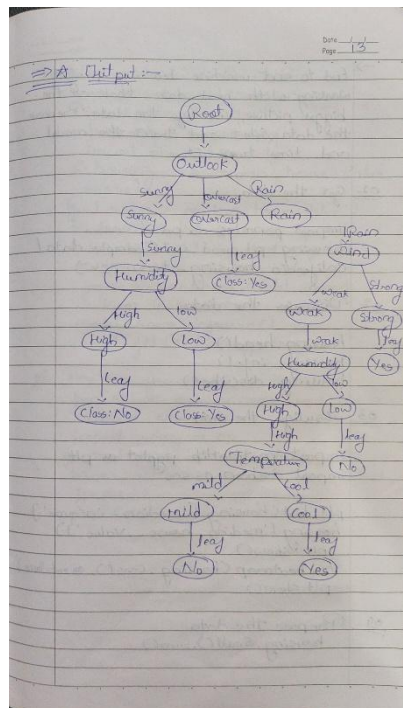 Date / /
Page 13
=> A Output :-
Root
Outlook
Sunny overcast Rain
Sunny overcast Rain
Rain
Sunny leaf Wind
Humidity Class: Yes weak Strong
High low weak Strong
High Low weak leaf
Humidity Yes
leaf leaf High low
Class: No Class: Yes High Low
High leaf
Temperature No
mild Cool
mild Cool
leaf leaf
No Yes